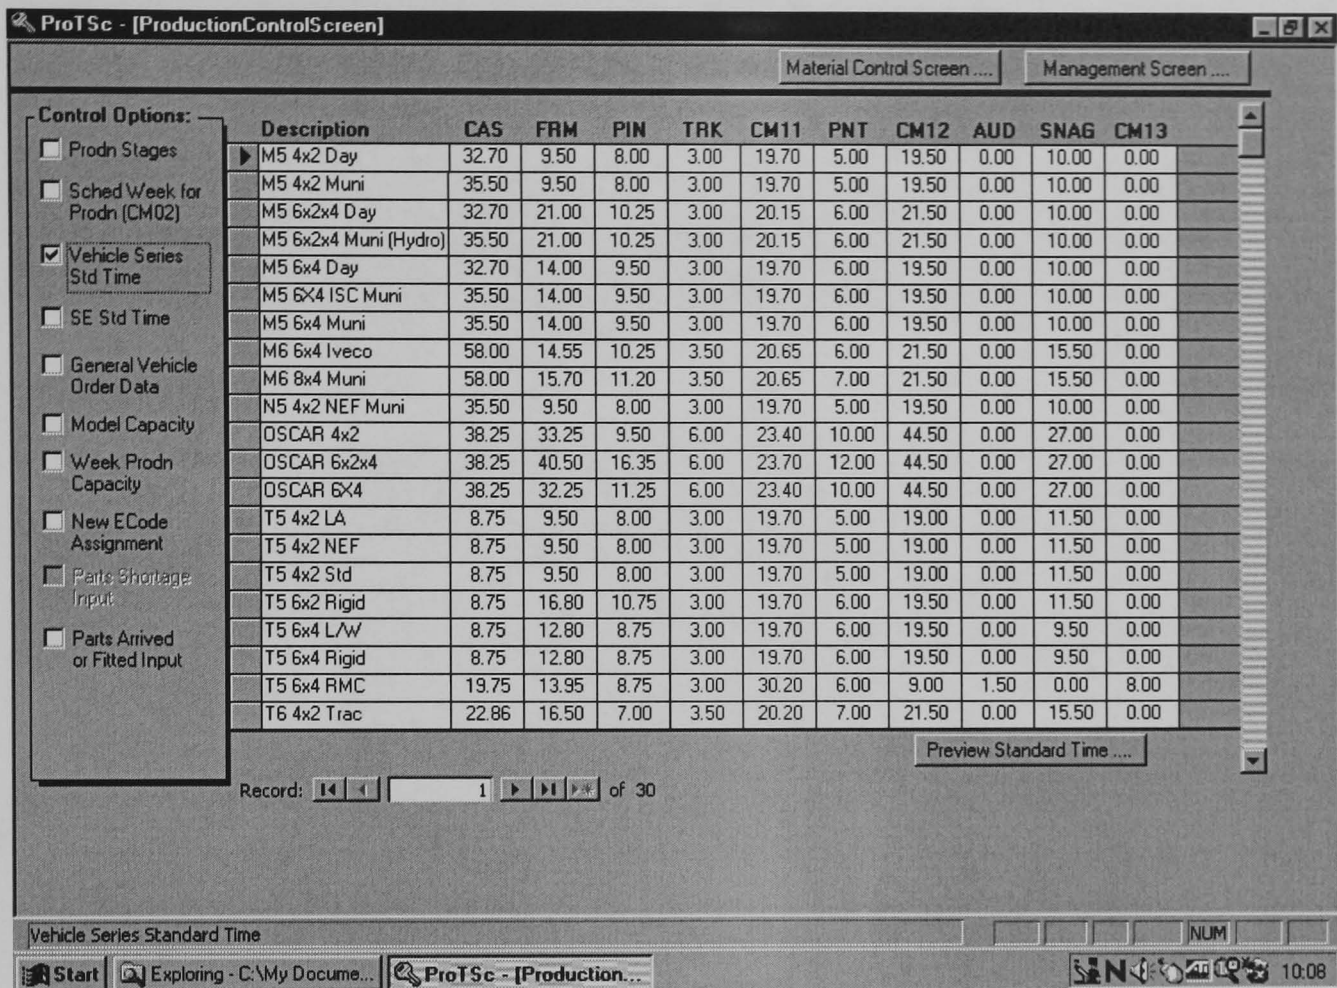 ProTSc - [ProductionControlScreen]
Material Control Screen .... Management Screen ....
Control Options:
Prodn Stages
Sched Week for
Prodn (CM02)
Vehicle Series
Std Time
SE Std Time
General Vehicle
Order Data
Model Capacity
Week Prodn
Capacity
New ECode
Assignment
Parts Shortage
Input
Parts Arrived
or Fitted Input
Description CAS FRM PIN TRK CM11 PNT CM12 AUD SNAG CM13
M5 4x2 Day 32.70 9.50 8.00 3.00 19.70 5.00 19.50 0.00 10.00 0.00
M5 4x2 Muni 35.50 9.50 8.00 3.00 19.70 5.00 19.50 0.00 10.00 0.00
M5 6x2x4 Day 32.70 21.00 10.25 3.00 20.15 6.00 21.50 0.00 10.00 0.00
M5 6x2x4 Muni (Hydro) 35.50 21.00 10.25 3.00 20.15 6.00 21.50 0.00 10.00 0.00
M5 6x4 Day 32.70 14.00 9.50 3.00 19.70 6.00 19.50 0.00 10.00 0.00
M5 6X4 ISC Muni 35.50 14.00 9.50 3.00 19.70 6.00 19.50 0.00 10.00 0.00
M5 6x4 Muni 35.50 14.00 9.50 3.00 19.70 6.00 19.50 0.00 10.00 0.00
M6 6x4 Iveco 58.00 14.55 10.25 3.50 20.65 6.00 21.50 0.00 15.50 0.00
M6 8x4 Muni 58.00 15.70 11.20 3.50 20.65 7.00 21.50 0.00 15.50 0.00
N5 4x2 NEF Muni 35.50 9.50 8.00 3.00 19.70 5.00 19.50 0.00 10.00 0.00
OSCAR 4x2 38.25 33.25 9.50 6.00 23.40 10.00 44.50 0.00 27.00 0.00
OSCAR 6x2x4 38.25 40.50 16.35 6.00 23.70 12.00 44.50 0.00 27.00 0.00
OSCAR 6X4 38.25 32.25 11.25 6.00 23.40 10.00 44.50 0.00 27.00 0.00
T5 4x2 LA 8.75 9.50 8.00 3.00 19.70 5.00 19.00 0.00 11.50 0.00
T5 4x2 NEF 8.75 9.50 8.00 3.00 19.70 5.00 19.00 0.00 11.50 0.00
T5 4x2 Std 8.75 9.50 8.00 3.00 19.70 5.00 19.00 0.00 11.50 0.00
T5 6x2 Rigid 8.75 16.80 10.75 3.00 19.70 6.00 19.50 0.00 11.50 0.00
T5 6x4 L/W 8.75 12.80 8.75 3.00 19.70 6.00 19.50 0.00 9.50 0.00
T5 6x4 Rigid 8.75 12.80 8.75 3.00 19.70 6.00 19.50 0.00 9.50 0.00
T5 6x4 RMC 19.75 13.95 8.75 3.00 30.20 6.00 9.00 1.50 0.00 8.00
T6 4x2 Trac 22.86 16.50 7.00 3.50 20.20 7.00 21.50 0.00 15.50 0.00
Preview Standard Time ....
Record: 1 of 30
Vehicle Series Standard Time NUM
Start Exploring - C:\My Docume... ProTSc - [Production... 10:08